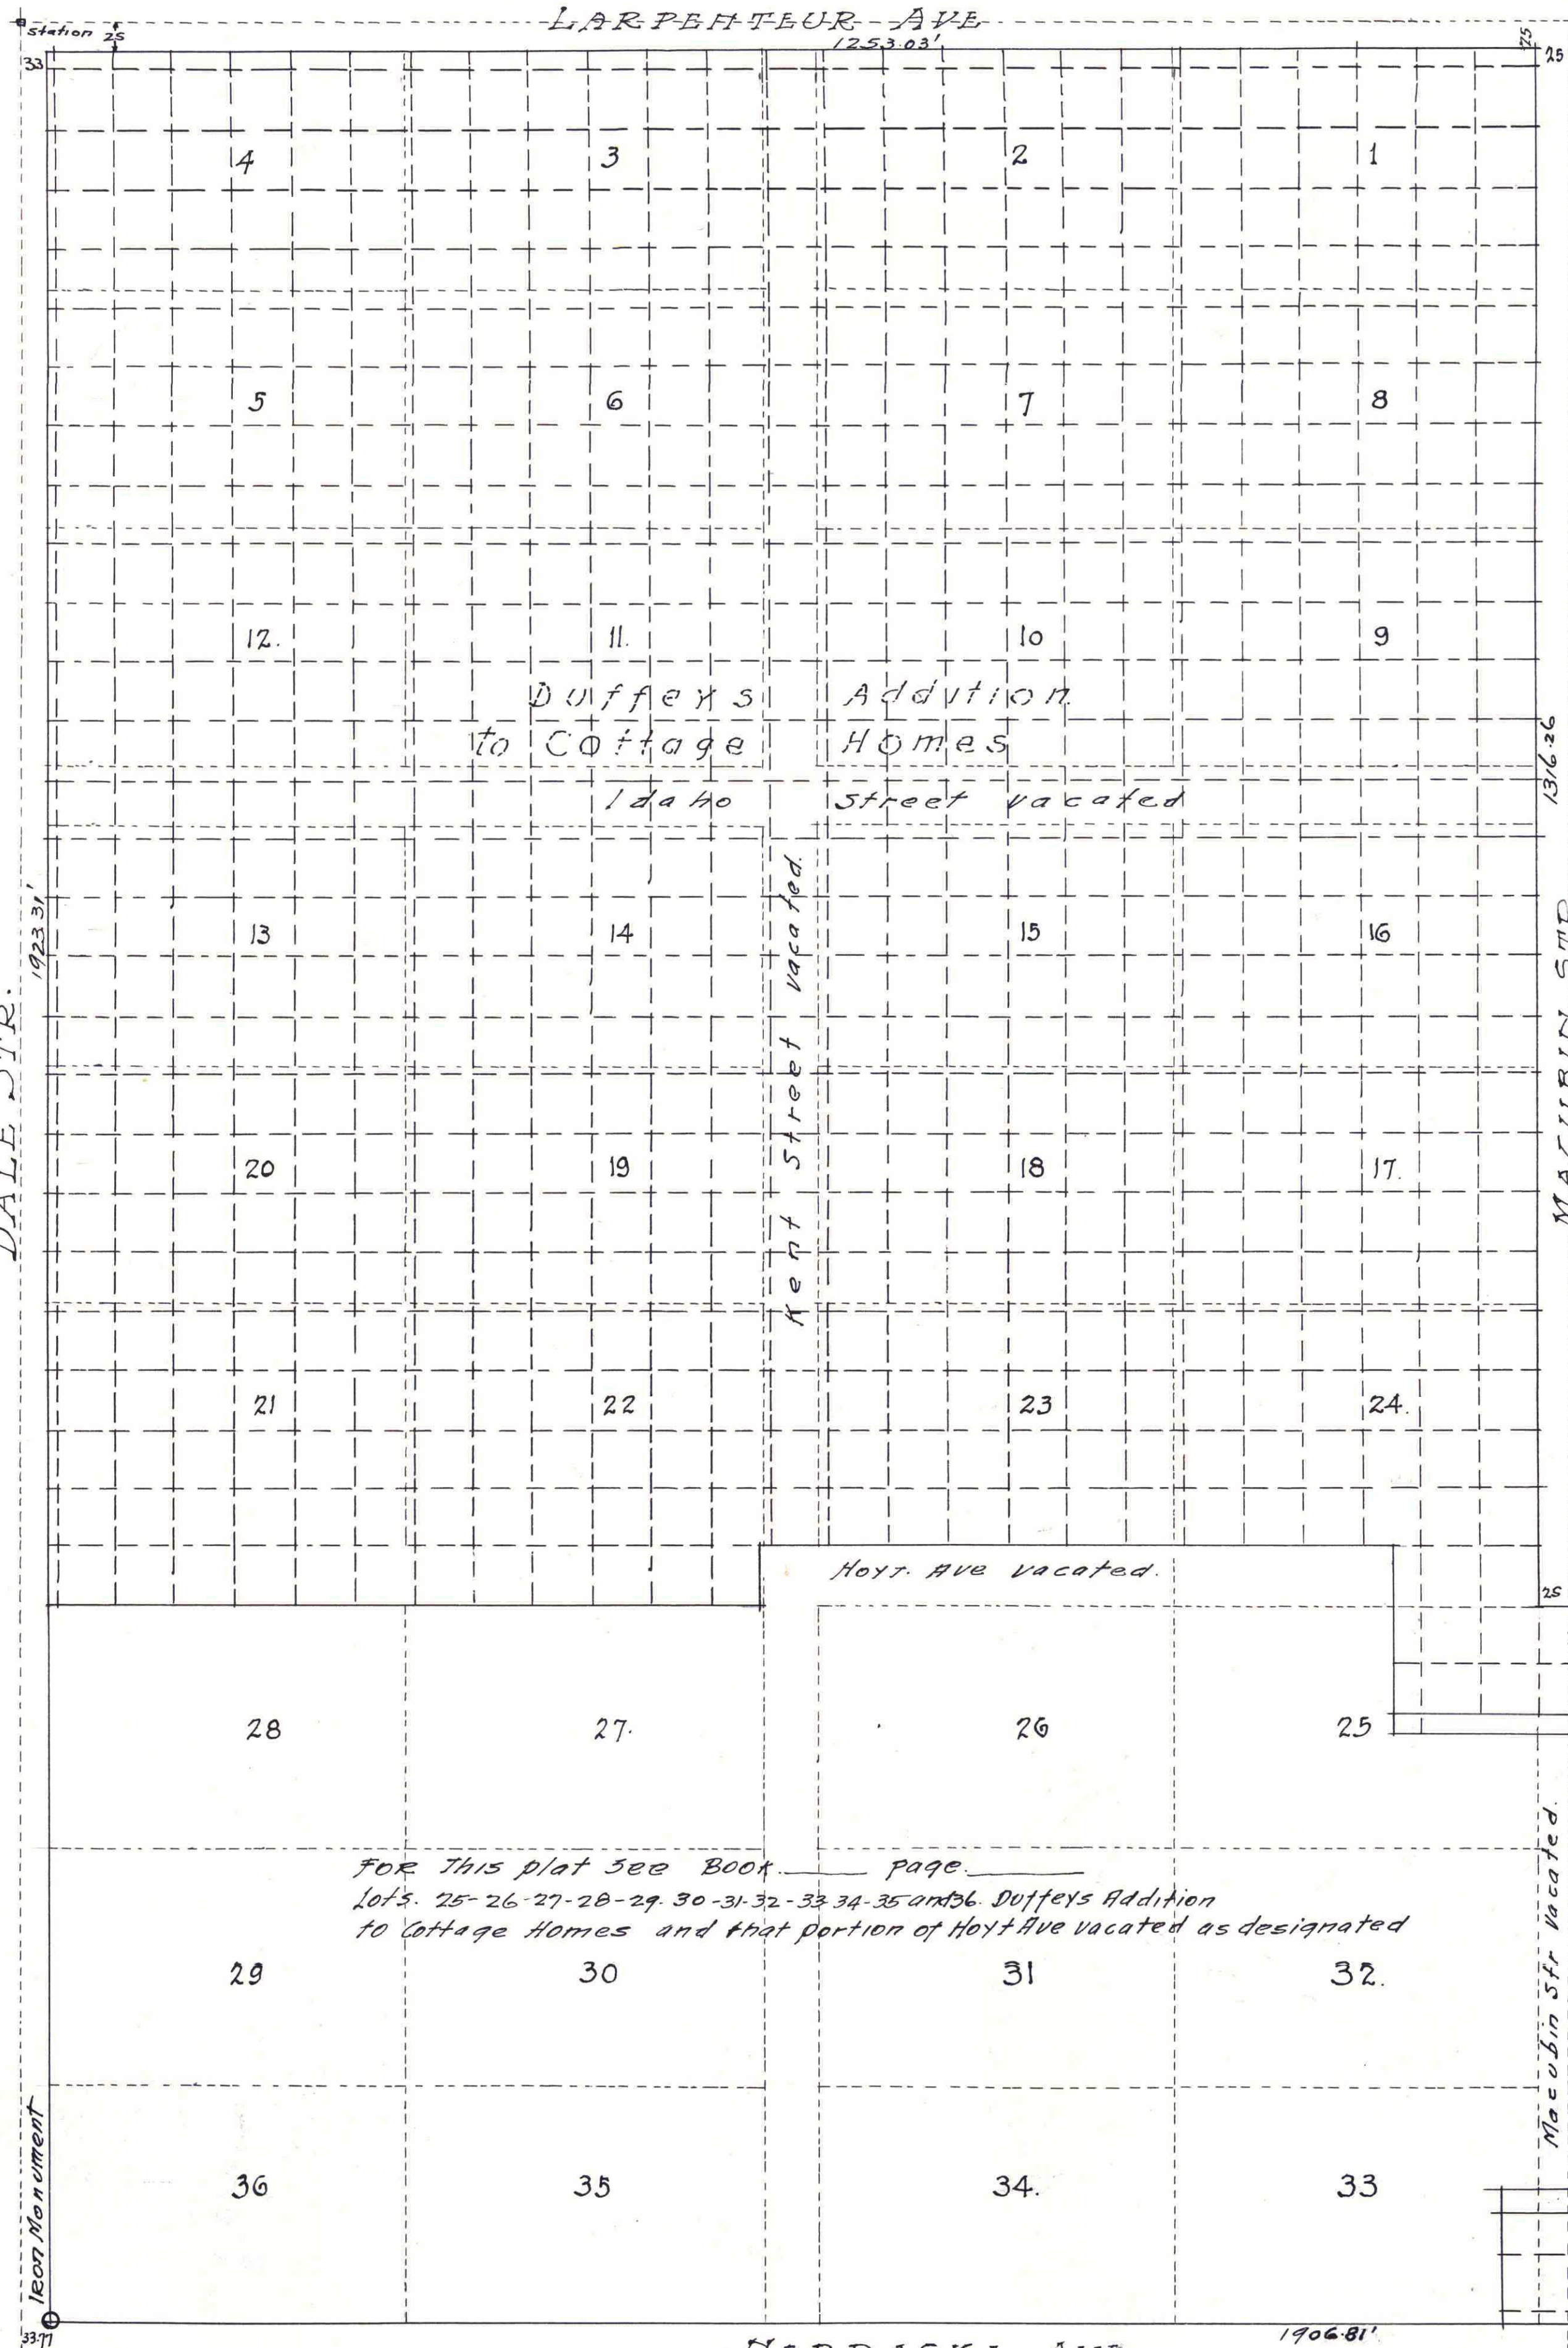 LARPENTEUR AVE
Station 25
1253.03'
25
25
33
4 3 2 1
5 6 7 8
12. 11. 10 9
Duffeys Addition
to Cottage Homes
Idaho Street vacated
1316.26
1923.31'
DALE STR.
13 14 15 16
Kent Street vacated.
20 19 18 17.
21 22 23 24.
Hoyt. Ave vacated.
25
28 27. 26 25
For This plat see Book. page.
Lots. 25-26-27-28-29-30-31-32-33-34-35 and 36. Duffeys Addition
to Cottage Homes and that portion of Hoyt Ave vacated as designated
29 30 31 32.
Macubin Str vacated.
36 35 34. 33
Iron Monument
33.77
1906.81'